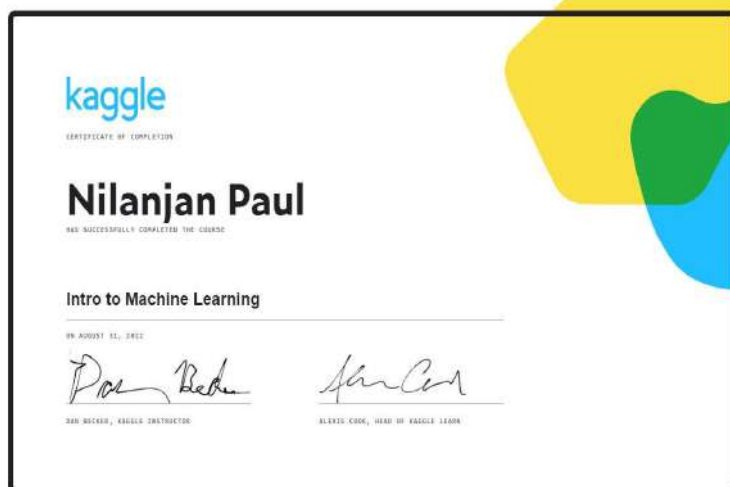 kaggle
CERTIFICATE OF COMPLETION
Nilanjan Paul
HAS SUCCESSFULLY COMPLETED THE COURSE
Intro to Machine Learning
ON AUGUST 31, 2022
DAN BECKER, KAGGLE INSTRUCTOR
ALEXIS COOK, HEAD OF KAGGLE LEARN